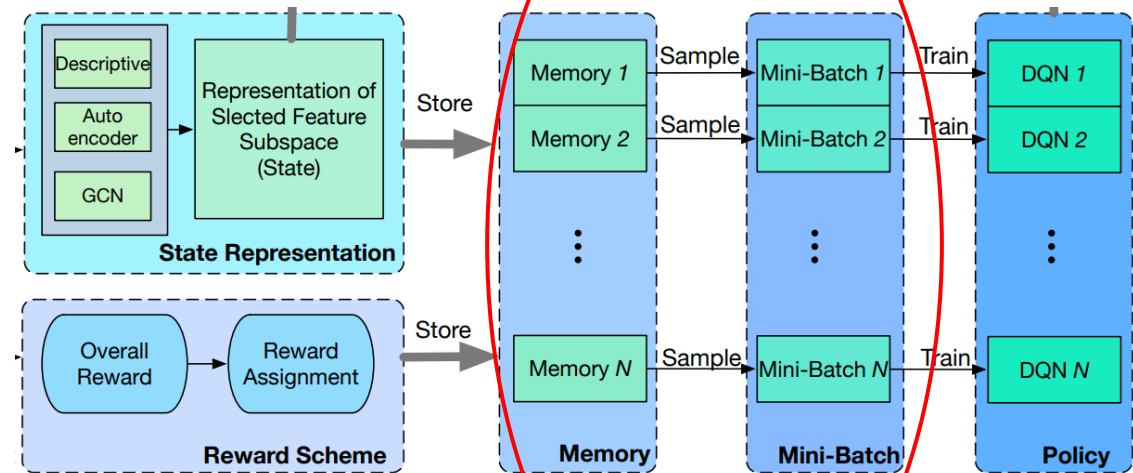 Descriptive
Auto
encoder
GCN
Representation of
Slected Feature
Subspace
(State)
State Representation
Store
Overall
Reward
Reward
Assignment
Reward Scheme
Store
Memory 1
Memory 2
Memory N
Memory
Sample
Sample
Sample
Mini-Batch 1
Mini-Batch 2
Mini-Batch N
Mini-Batch
Train
Train
Train
DQN 1
DQN 2
DQN N
Policy